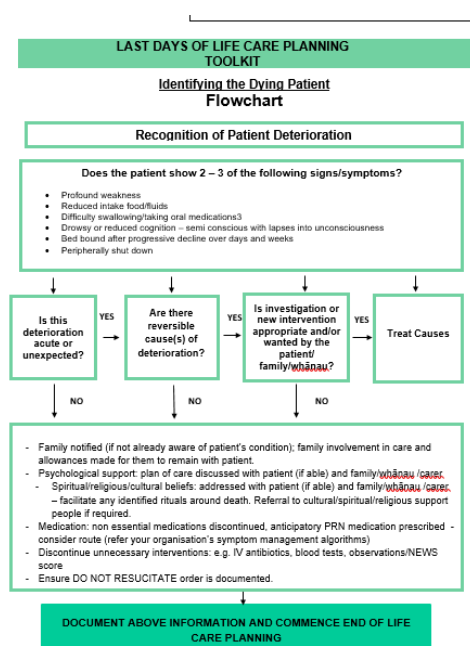 LAST DAYS OF LIFE CARE PLANNING
TOOLKIT
Identifying the Dying Patient
Flowchart
Recognition of Patient Deterioration
Does the patient show 2 – 3 of the following signs/symptoms?
• Profound weakness
• Reduced intake food/fluids
• Difficulty swallowing/taking oral medications3
• Drowsy or reduced cognition – semi conscious with lapses into unconsciousness
• Bed bound after progressive decline over days and weeks
• Peripherally shut down
Is this
deterioration
acute or
unexpected?
YES
Are there
reversible
cause(s) of
deterioration?
YES
Is investigation or
new intervention
appropriate and/or
wanted by the
patient/
family/whānau?
YES
Treat Causes
NO
NO
NO
- Family notified (if not already aware of patient's condition); family involvement in care and
allowances made for them to remain with patient.
- Psychological support: plan of care discussed with patient (if able) and family/whānau /carer.
- Spiritual/religious/cultural beliefs: addressed with patient (if able) and family/whānau /carer
– facilitate any identified rituals around death. Referral to cultural/spiritual/religious support
people if required.
- Medication: non essential medications discontinued, anticipatory PRN medication prescribed -
consider route (refer your organisation's symptom management algorithms)
- Discontinue unnecessary interventions: e.g. IV antibiotics, blood tests, observations/NEWS
score
- Ensure DO NOT RESUCITATE order is documented.
DOCUMENT ABOVE INFORMATION AND COMMENCE END OF LIFE
CARE PLANNING